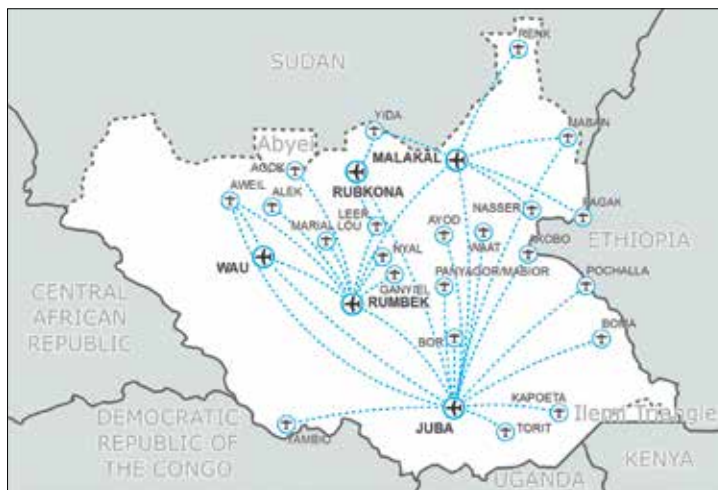 RENK
SUDAN
YIDA
MABAN
Abyei
MALAKAL
AGOK
RUBKONA
AWEIL
ALEK
NASSER
PAGAK
LEER
AYOD
MARIAL LOU
WAAT
AKOBO
ETHIOPIA
WAU
NYAL
PANYAGOR/MABIOR
POCHALLA
GANYIEL
CENTRAL
AFRICAN
REPUBLIC
RUMBEK
BOR
BOMA
KAPOETA
Ilemi Triangle
DEMOCRATIC
REPUBLIC OF
THE CONGO
JUBA
YAMBIO
TORIT
KENYA
UGANDA